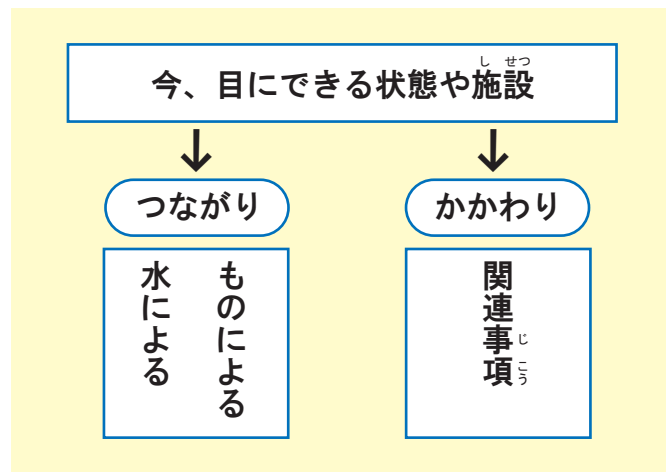 今、目にできる状態や施設
しせつ
つながり
かかわり
ものによる
水による
関連事項
じこう